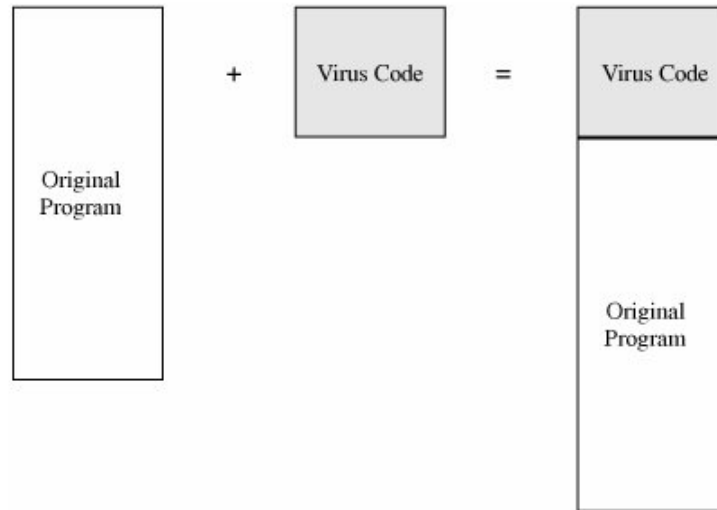 Original
Program
+
Virus Code
=
Virus Code
Original
Program